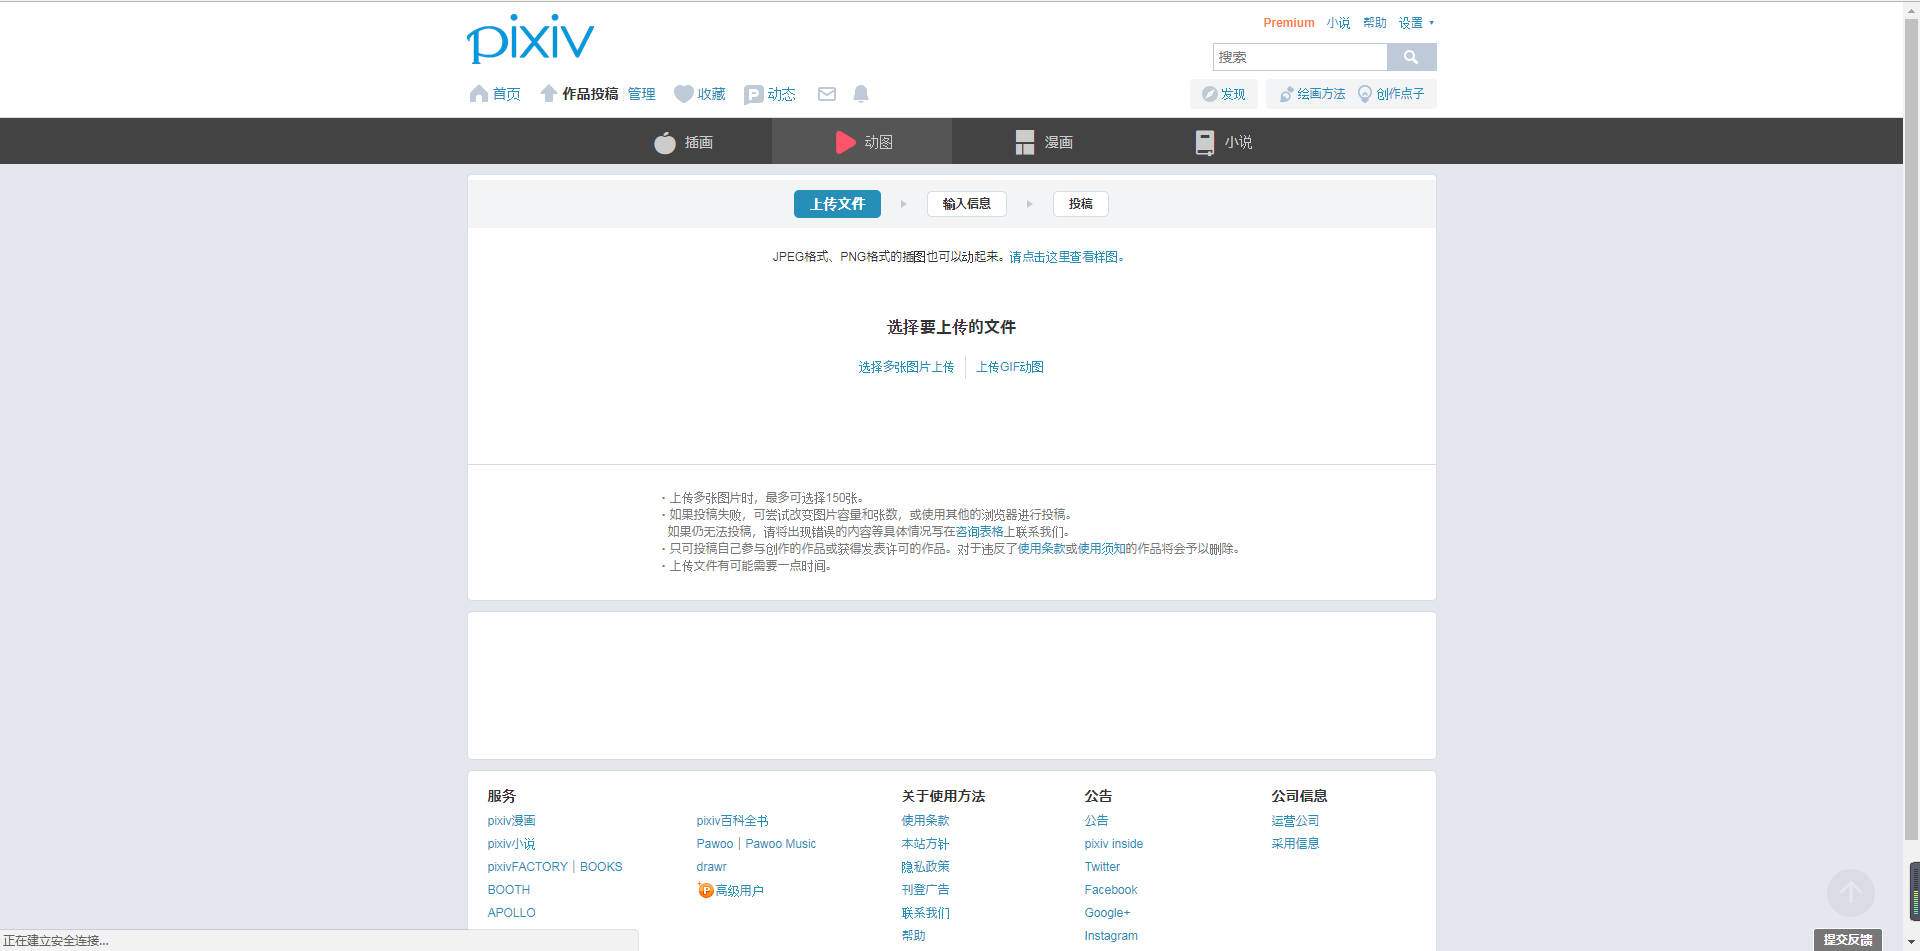 pixiv
Premium 小说 帮助 设置
搜索
首页 作品投稿 管理 收藏 动态 发现 绘画方法 创作点子
插画 动图 漫画 小说
上传文件 输入信息 投稿
JPEG格式、PNG格式的插图也可以动起来。请点击这里查看样图。
选择要上传的文件
选择多张图片上传 上传GIF动图
・上传多张图片时，最多可选择150张。
・如果投稿失败，可尝试改变图片容量和张数，或使用其他的浏览器进行投稿。
如果仍无法投稿，请将出现错误的内容等具体情况写在咨询表格上联系我们。
・只可投稿自己参与创作的作品或获得发表许可的作品。对于违反了使用条款或使用须知的作品将会予以删除。
・上传文件有可能需要一点时间。
服务 关于使用方法 公告 公司信息
pixiv漫画 pixiv百科全书 使用条款 公告 运营公司
pixiv小说 Pawoo｜Pawoo Music 本站方针 pixiv inside 采用信息
pixivFACTORY｜BOOKS drawr 隐私政策 Twitter
BOOTH 高级用户 刊登广告 Facebook
APOLLO 联系我们 Google+
帮助 Instagram
正在建立安全连接...
提交反馈